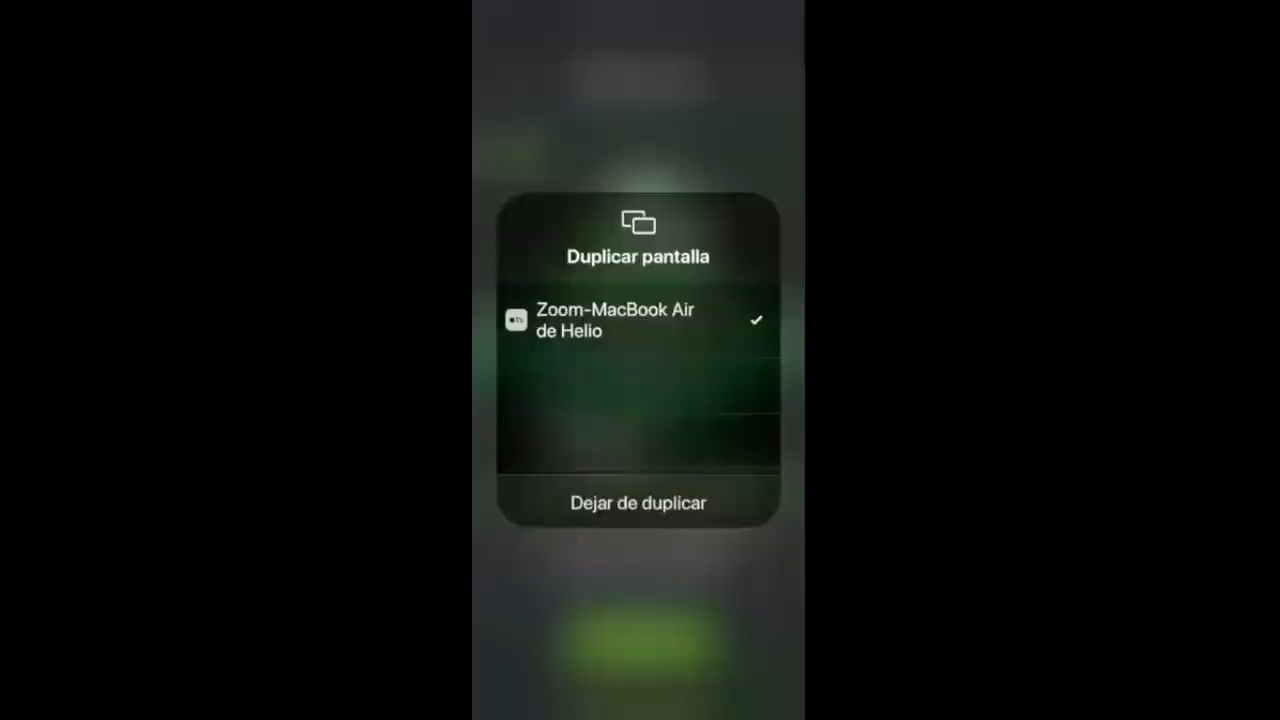 Duplicar pantalla
Zoom-MacBook Air
de Helio
Dejar de duplicar